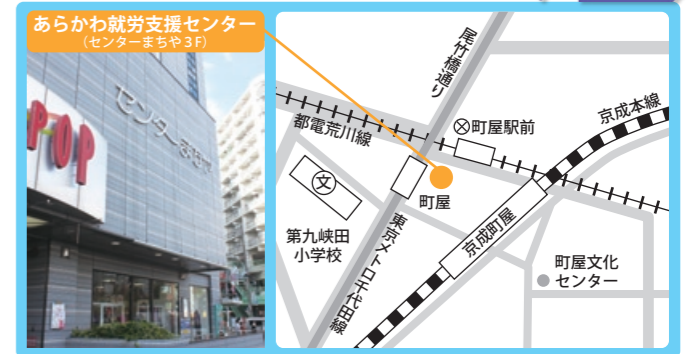 あらかわ就労支援センター
（センターまちや3F）
センターまちや
POP
尾竹橋通り
都電荒川線
町屋駅前
京成本線
文
町屋
第九峡田
小学校
東京メトロ千代田線
京成町屋
町屋文化
センター